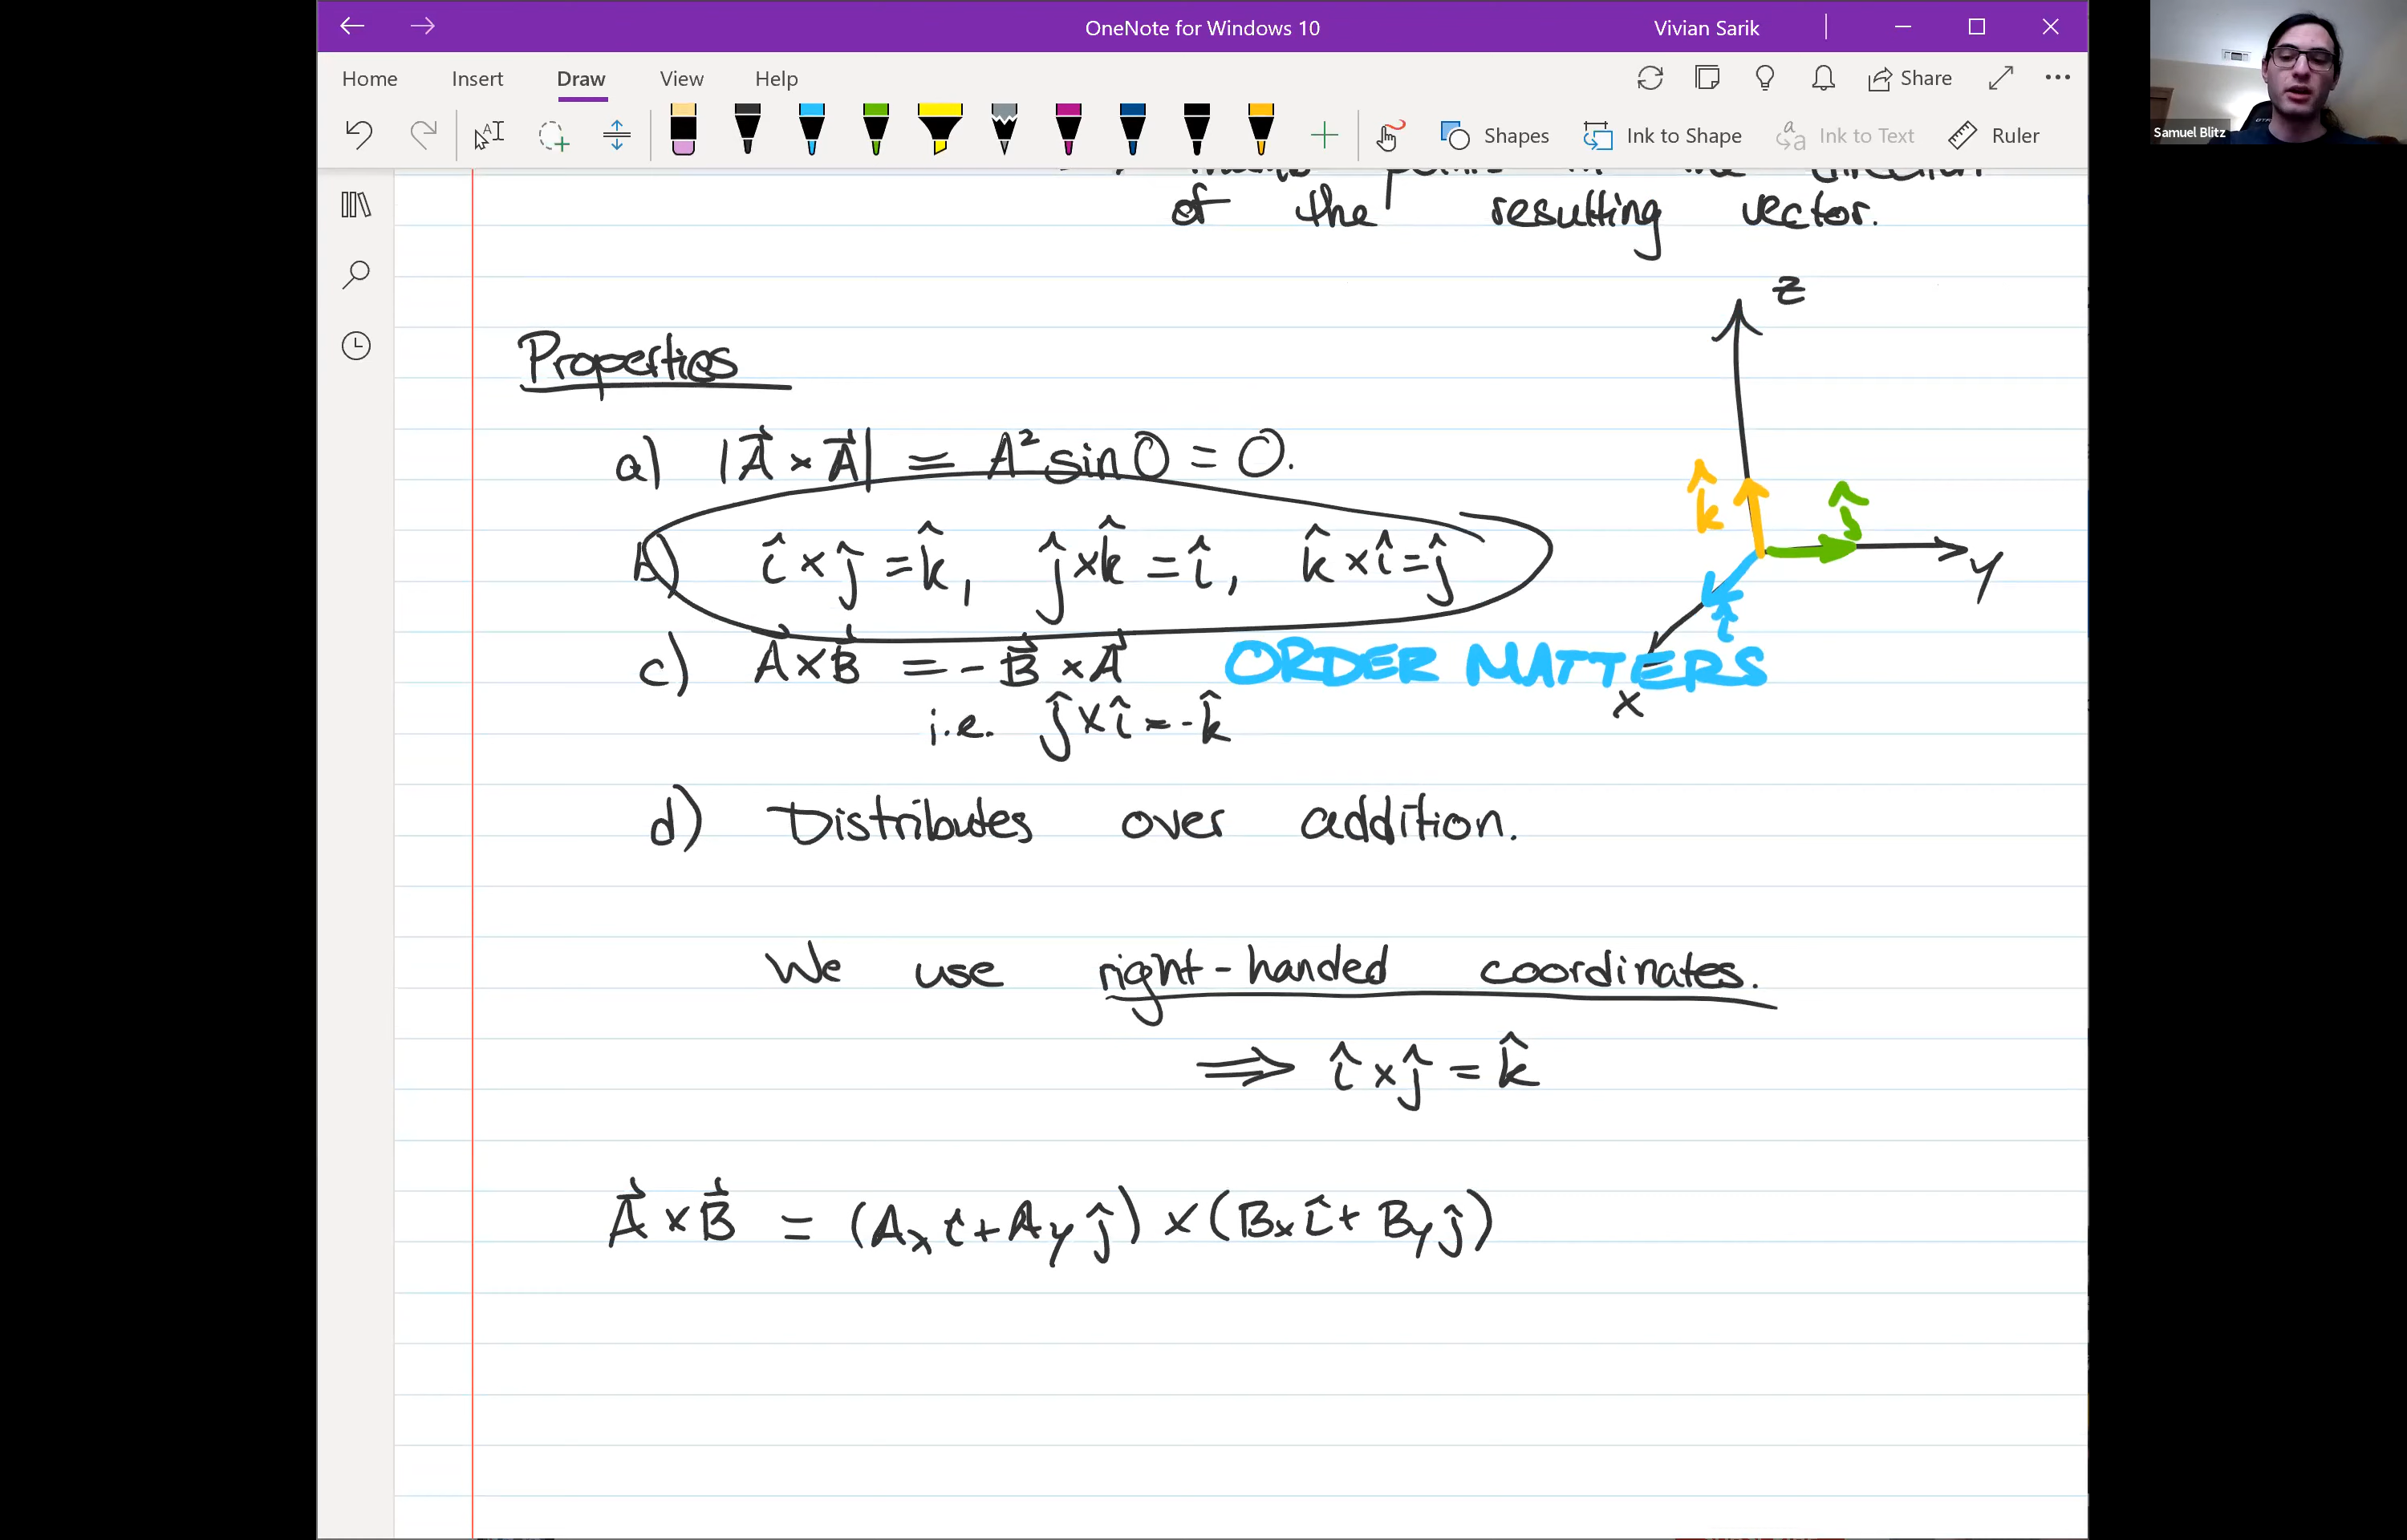 OneNote for Windows 10
Vivian Sarik
Home Insert Draw View Help
Share
Shapes Ink to Shape Ink to Text Ruler
Samuel Blitz
of the resulting vector.
Properties
a) |A⃗ × A⃗| = A² sin 0 = 0.
b) î × ĵ = k̂, ĵ × k̂ = î, k̂ × î = ĵ
c) A⃗ × B⃗ = - B⃗ × A⃗ ORDER MATTERS
i.e. ĵ × î = -k̂
d) Distributes over addition.
We use right-handed coordinates.
⟹ î × ĵ = k̂
A⃗ × B⃗ = (Aₓ î + A_y ĵ) × (Bₓ î + B_y ĵ)
z
k̂
ĵ
y
î
x